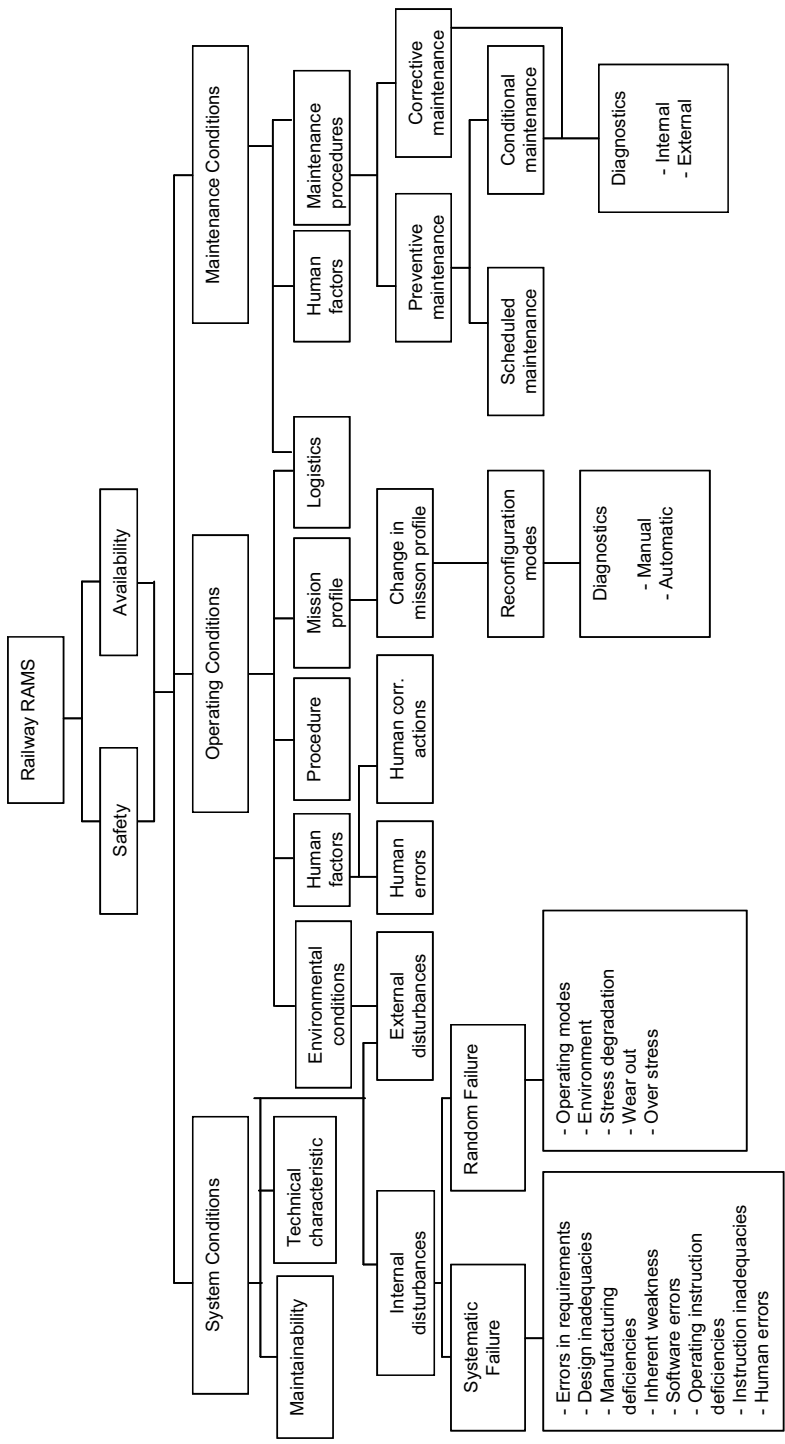 Railway RAMS
Safety
Availability
System Conditions
Operating Conditions
Maintenance Conditions
Maintainability
Technical
characteristic
Environmental
conditions
Human
factors
Procedure
Mission
profile
Logistics
Human
factors
Maintenance
procedures
Internal
disturbances
External
disturbances
Human
errors
Human corr.
actions
Change in
misson profile
Preventive
maintenance
Corrective
maintenance
Systematic
Failure
Random Failure
Reconfiguration
modes
Scheduled
maintenance
Conditional
maintenance
- Errors in requirements
- Design inadequacies
- Manufacturing
deficiencies
- Inherent weakness
- Software errors
- Operating instruction
deficiencies
- Instruction inadequacies
- Human errors
- Operating modes
- Environment
- Stress degradation
- Wear out
- Over stress
Diagnostics
- Manual
- Automatic
Diagnostics
- Internal
- External